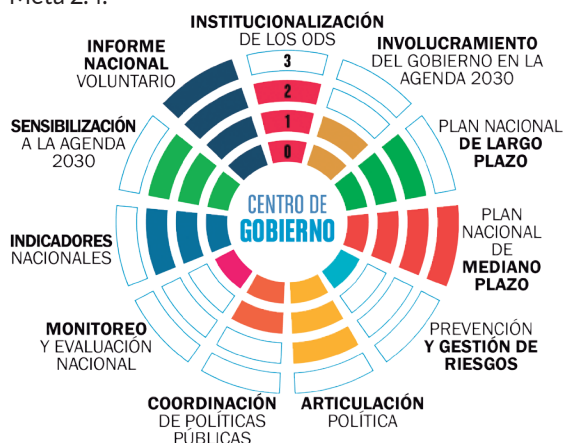 Meta 2.4.
INSTITUCIONALIZACIÓN
DE LOS ODS
INVOLUCRAMIENTO
DEL GOBIERNO EN LA
AGENDA 2030
PLAN NACIONAL
DE LARGO
PLAZO
PLAN
NACIONAL
DE
MEDIANO
PLAZO
PREVENCIÓN
Y GESTIÓN DE
RIESGOS
ARTICULACIÓN
POLÍTICA
COORDINACIÓN
DE POLÍTICAS
PÚBLICAS
MONITOREO
Y EVALUACIÓN
NACIONAL
INDICADORES
NACIONALES
SENSIBILIZACIÓN
A LA AGENDA
2030
INFORME
NACIONAL
VOLUNTARIO
3
2
1
0
CENTRO DE
GOBIERNO